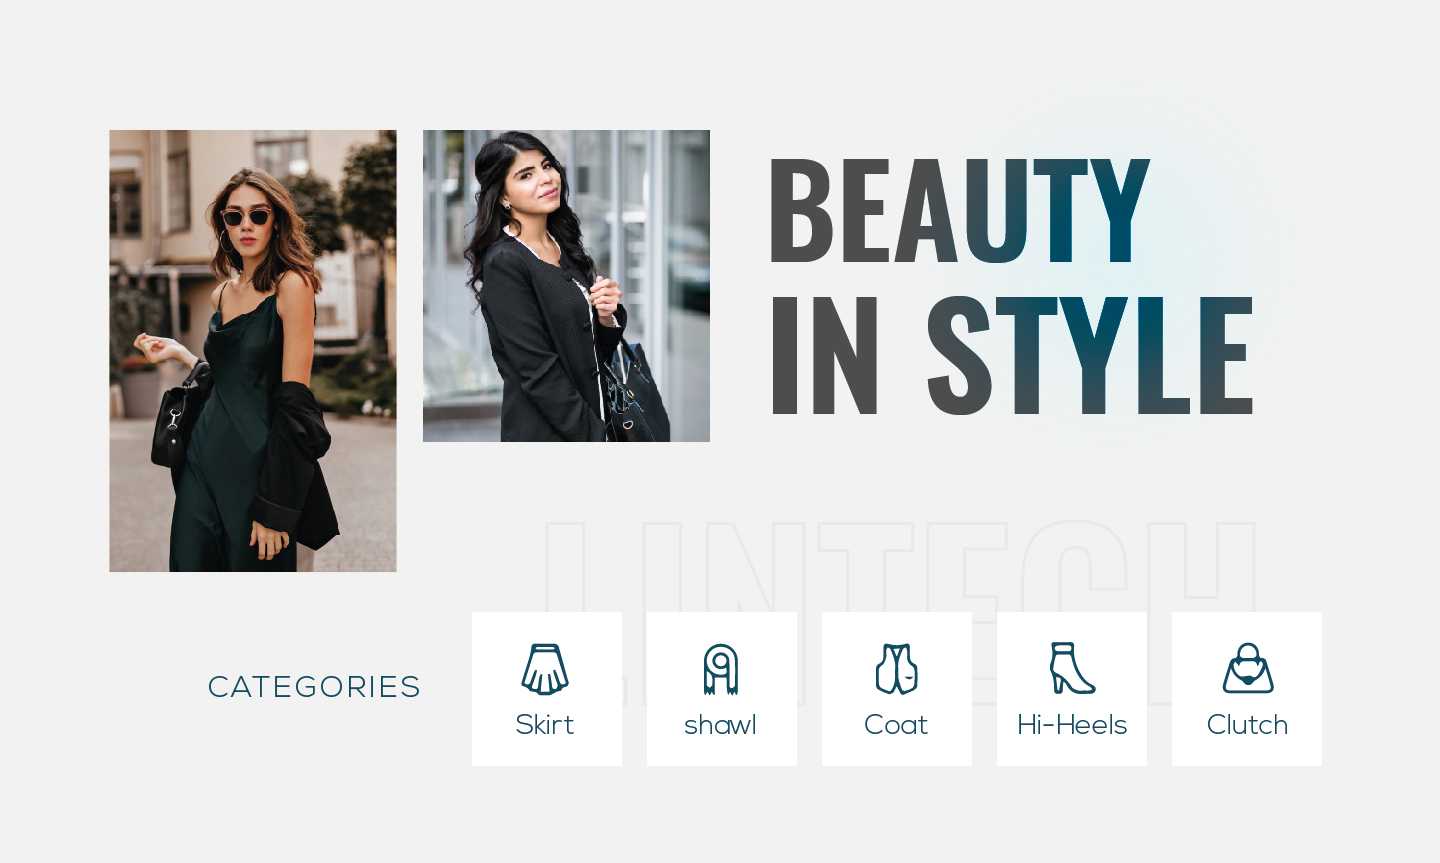 BEAUTY
IN STYLE
LINTECH
CATEGORIES
Skirt
shawl
Coat
Hi-Heels
Clutch